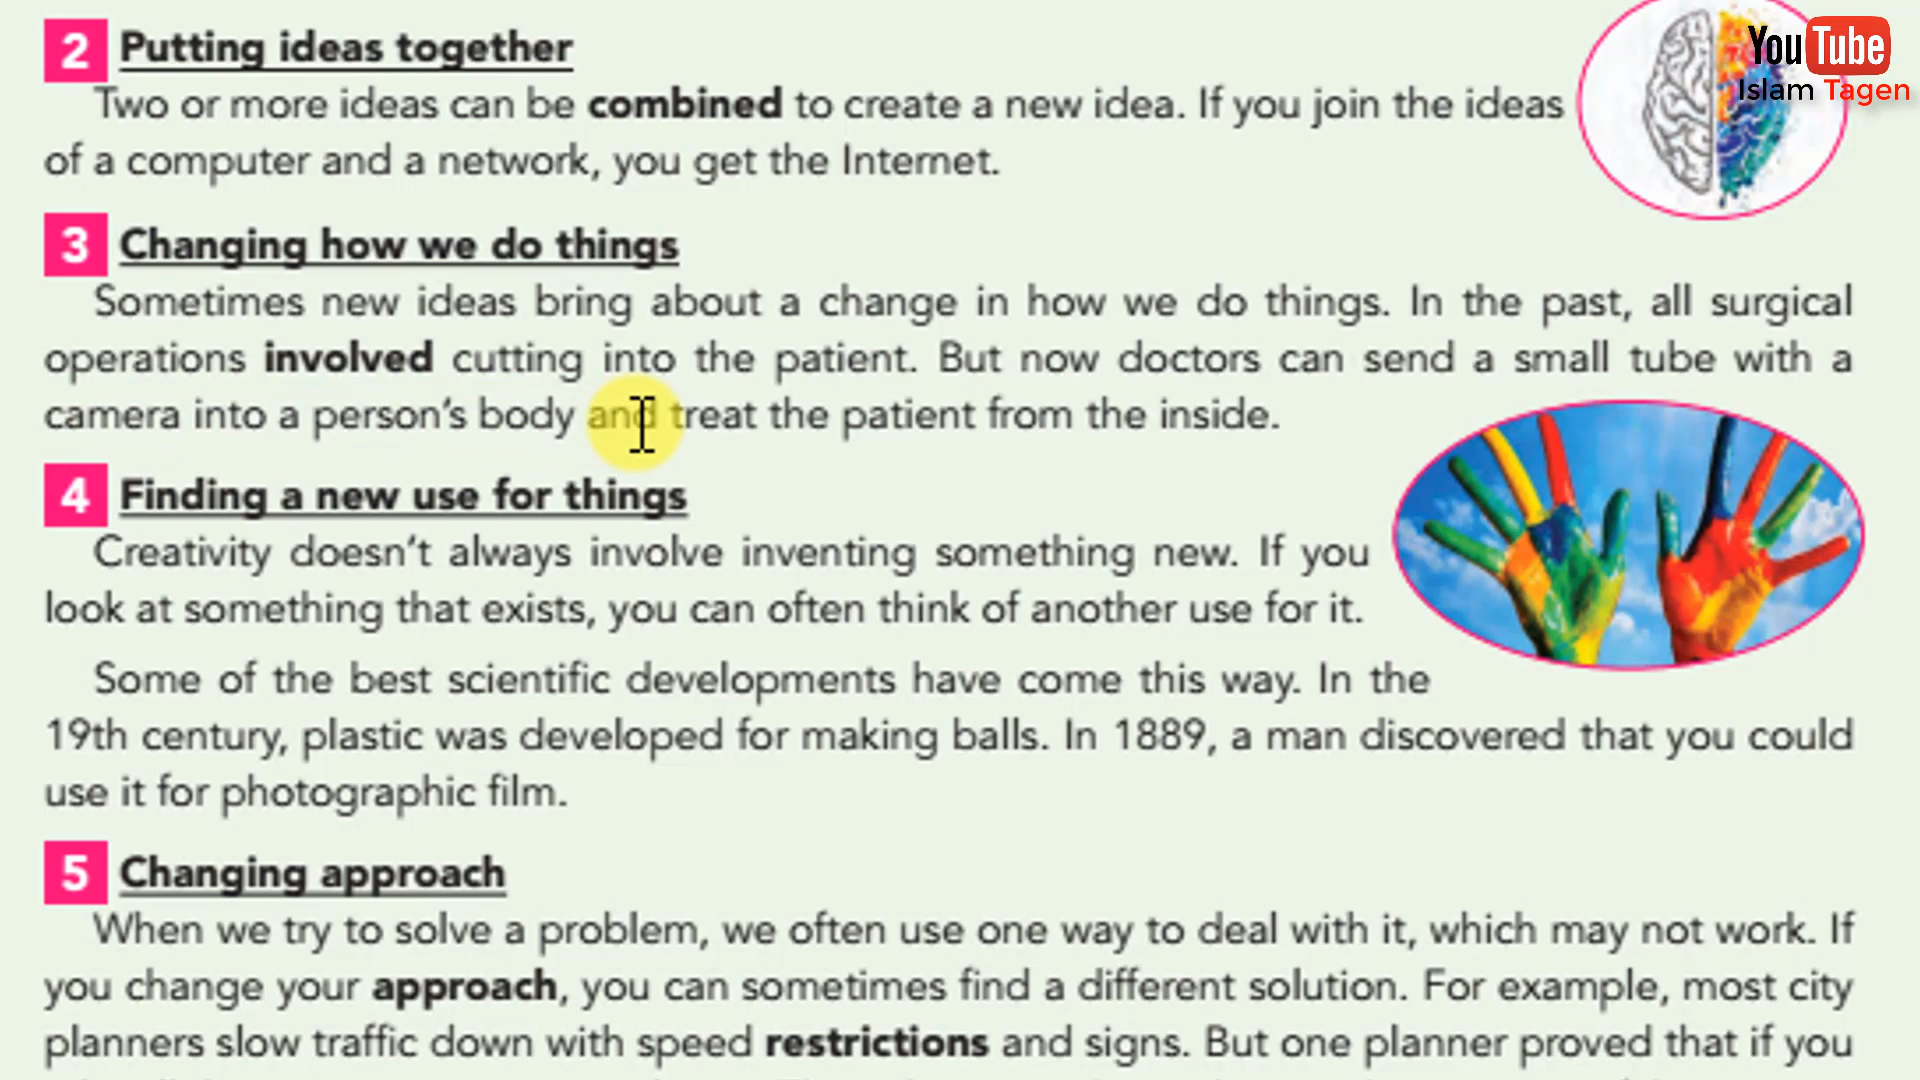 2 Putting ideas together
Two or more ideas can be combined to create a new idea. If you join the ideas
of a computer and a network, you get the Internet.
3 Changing how we do things
Sometimes new ideas bring about a change in how we do things. In the past, all surgical
operations involved cutting into the patient. But now doctors can send a small tube with a
camera into a person's body and treat the patient from the inside.
4 Finding a new use for things
Creativity doesn't always involve inventing something new. If you
look at something that exists, you can often think of another use for it.
Some of the best scientific developments have come this way. In the
19th century, plastic was developed for making balls. In 1889, a man discovered that you could
use it for photographic film.
5 Changing approach
When we try to solve a problem, we often use one way to deal with it, which may not work. If
you change your approach, you can sometimes find a different solution. For example, most city
planners slow traffic down with speed restrictions and signs. But one planner proved that if you
YouTube
Islam Tagen